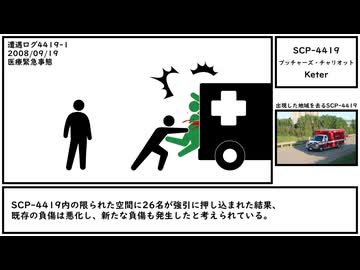 遭遇ログ4419-1
2008/09/19
医療緊急事態
SCP-4419
ブッチャーズ・チャリオット
Keter
出現した地域を去るSCP-4419
SCP-4419内の限られた空間に26名が強引に押し込まれた結果、
既存の負傷は悪化し、新たな負傷も発生したと考えられている。